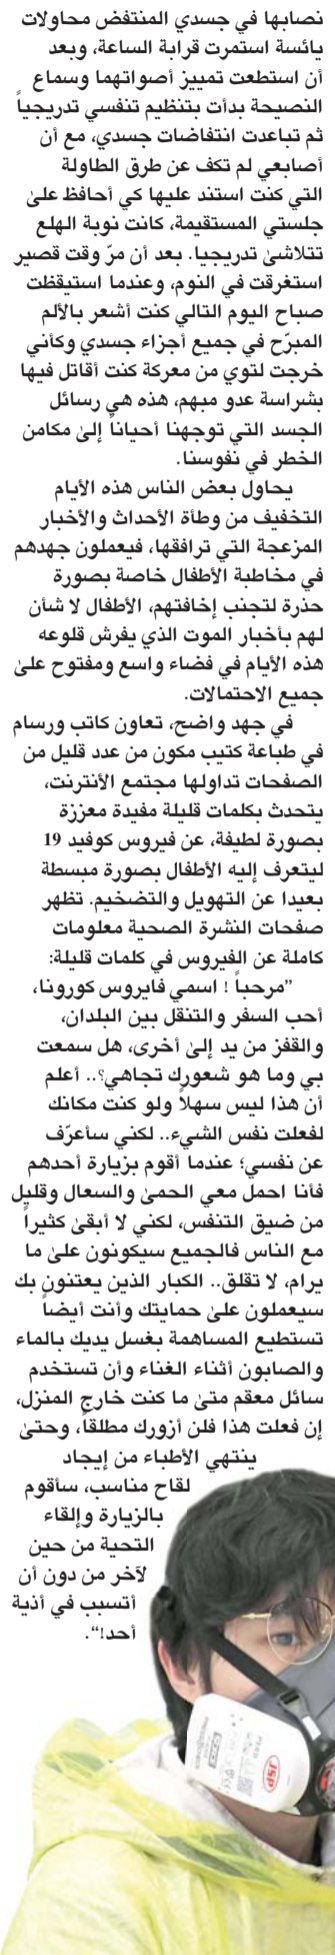 نصابها في جسدي المنتفض محاولات
يائسة استمرت قرابة الساعة، وبعد
أن استطعت تمييز أصواتهما وسماع
النصيحة بدأت بتنظيم تنفسي تدريجياً
ثم تباعدت انتفاضات جسدي، مع أن
أصابعي لم تكف عن طرق الطاولة
التي كنت استند عليها كي أحافظ على
جلستي المستقيمة، كانت نوبة الهلع
تتلاشى تدريجيا. بعد أن مرّ وقت قصير
استغرقت في النوم، وعندما استيقظت
صباح اليوم التالي كنت أشعر بالألم
المبرّح في جميع أجزاء جسدي وكأني
خرجت لتوي من معركة كنت أقاتل فيها
بشراسة عدو مبهم، هذه هي رسائل
الجسد التي توجهنا أحياناً إلى مكامن
الخطر في نفوسنا.
يحاول بعض الناس هذه الأيام
التخفيف من وطأة الأحداث والأخبار
المزعجة التي ترافقها، فيعملون جهدهم
في مخاطبة الأطفال خاصة بصورة
حذرة لتجنب إخافتهم، الأطفال لا شأن
لهم بأخبار الموت الذي يفرش قلوعه
هذه الأيام في فضاء واسع ومفتوح على
جميع الاحتمالات.
في جهد واضح، تعاون كاتب ورسام
في طباعة كتيب مكون من عدد قليل من
الصفحات تداولها مجتمع الأنترنت،
يتحدث بكلمات قليلة مفيدة معززة
بصورة لطيفة، عن فيروس كوفيد 19
ليتعرف إليه الأطفال بصورة مبسطة
بعيدا عن التهويل والتضخيم. تظهر
صفحات النشرة الصحية معلومات
كاملة عن الفيروس في كلمات قليلة:
”مرحباً ! اسمي فايروس كورونا،
أحب السفر والتنقل بين البلدان،
والقفز من يد إلى أخرى، هل سمعت
بي وما هو شعورك تجاهي؟.. أعلم
أن هذا ليس سهلاً ولو كنت مكانك
لفعلت نفس الشيء.. لكني سأعرّف
عن نفسي؛ عندما أقوم بزيارة أحدهم
فأنا احمل معي الحمى والسعال وقليل
من ضيق التنفس، لكني لا أبقى كثيراً
مع الناس فالجميع سيكونون على ما
يرام، لا تقلق.. الكبار الذين يعتنون بك
سيعملون على حمايتك وأنت أيضاً
تستطيع المساهمة بغسل يديك بالماء
والصابون أثناء الغناء وأن تستخدم
سائل معقم متى ما كنت خارج المنزل،
إن فعلت هذا فلن أزورك مطلقاً، وحتى
ينتهي الأطباء من إيجاد
لقاح مناسب، سأقوم
بالزيارة وإلقاء
التحية من حين
لآخر من دون أن
أتسبب في أذية
أحد!“.
JSP